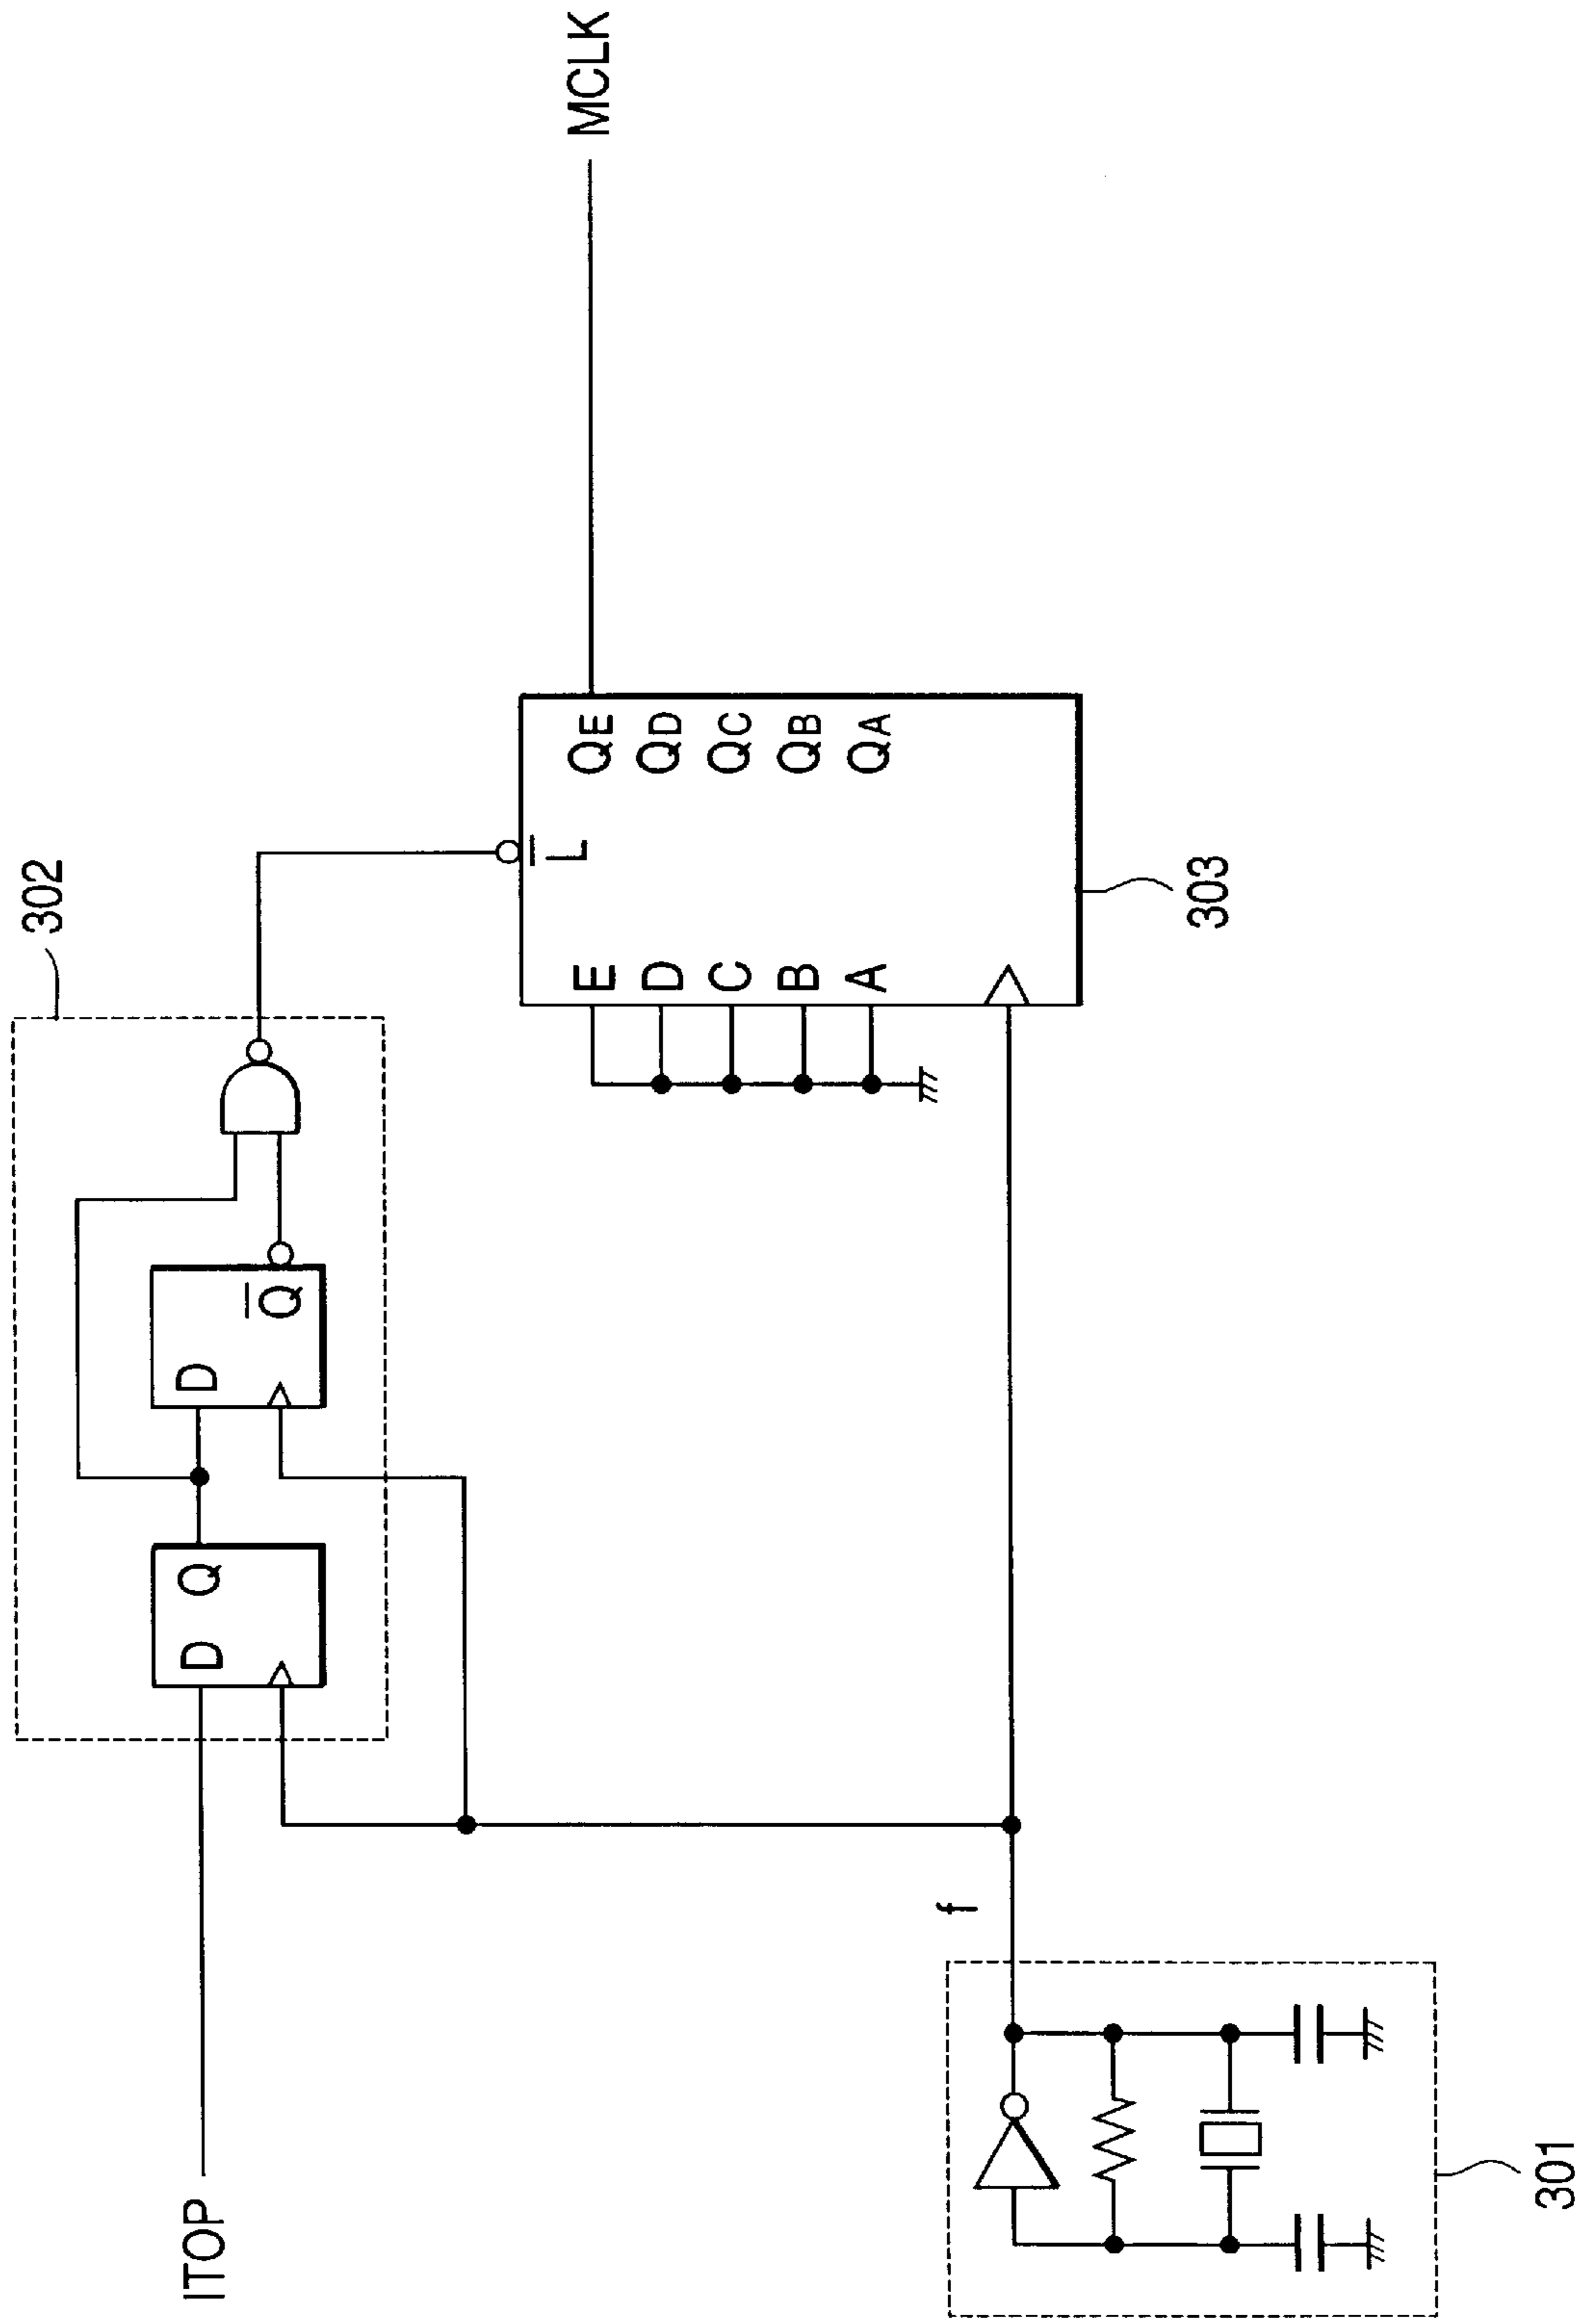 302
ITOP
D Q
D Q̅
L̅
E QE
D QD
C QC
B QB
A QA
MCLK
303
f
301